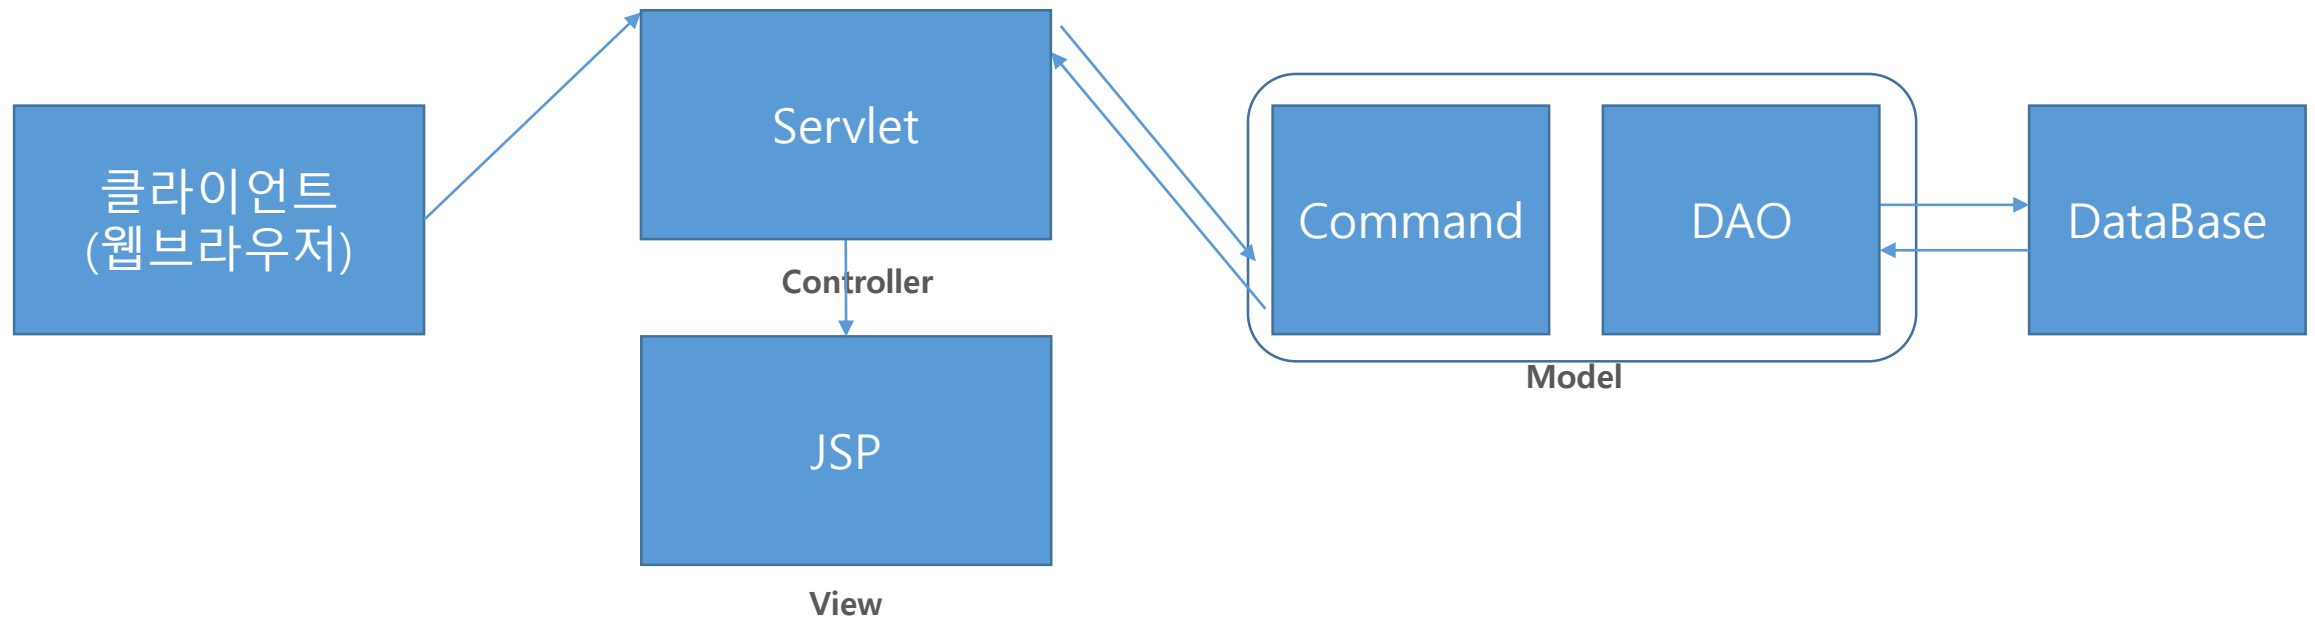 클라이언트
(웹브라우저)
Servlet
Controller
JSP
View
Command
DAO
Model
DataBase